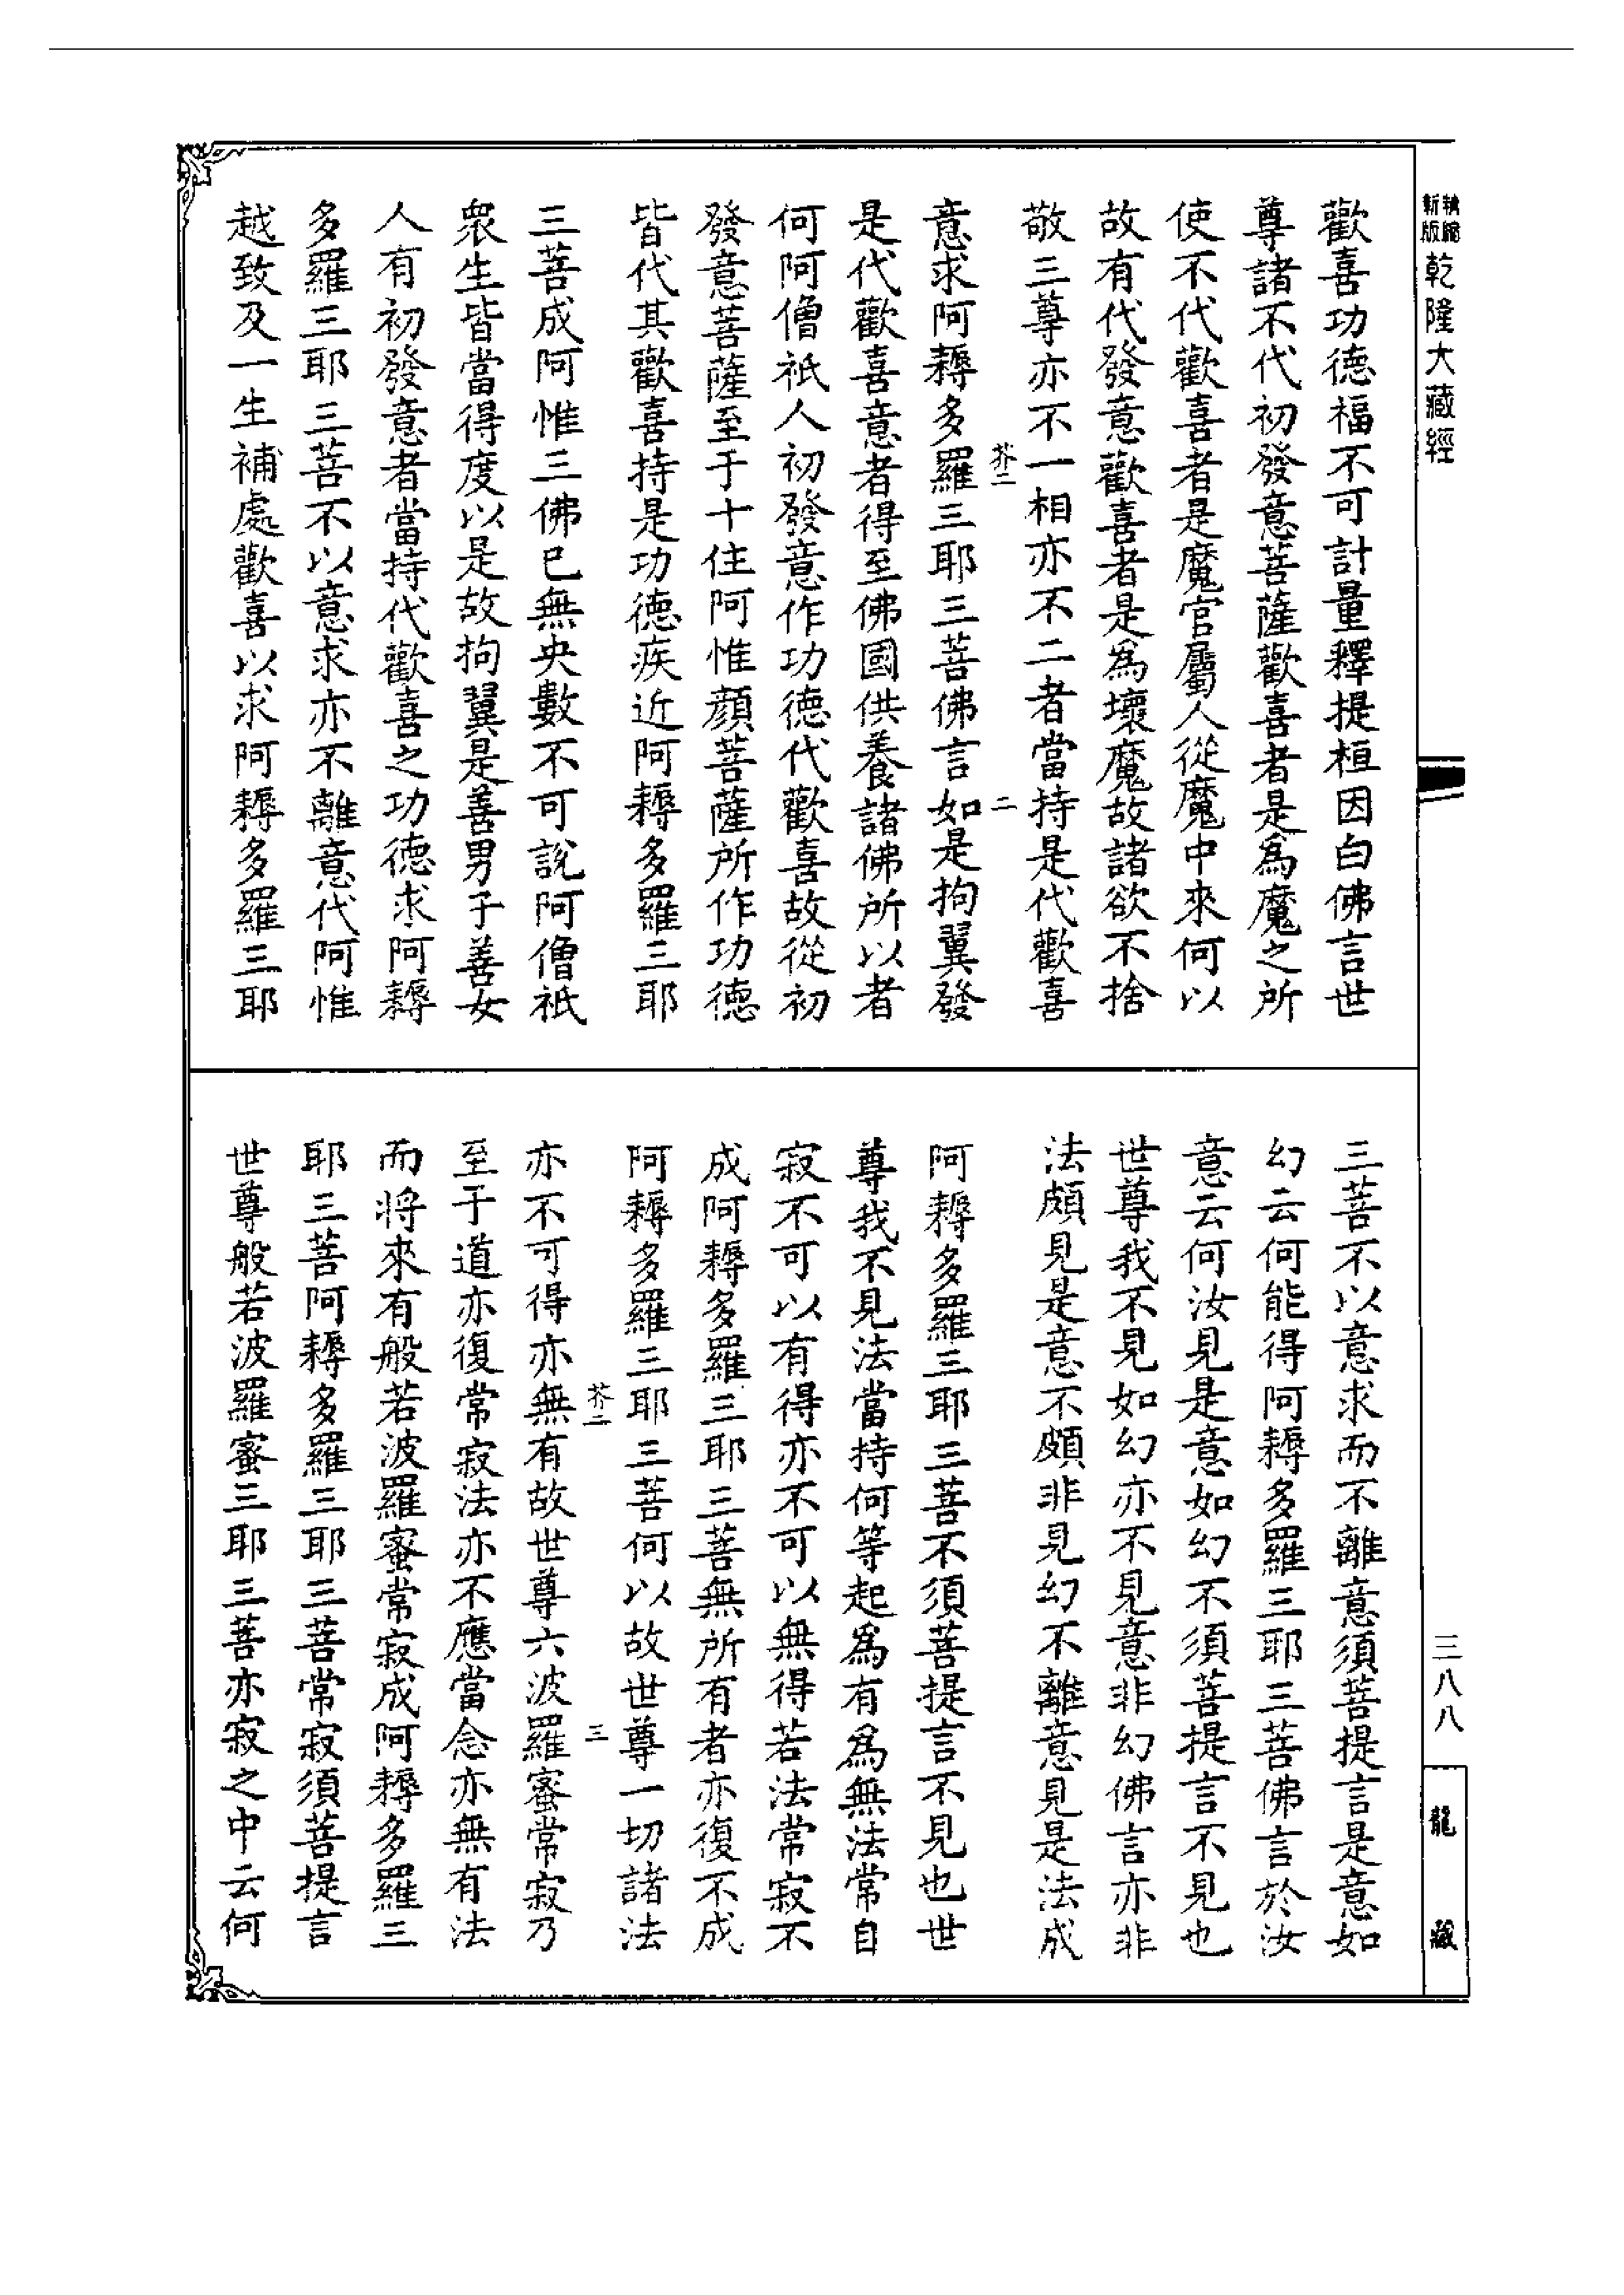 新版 乾隆大藏經
歡喜功德福不可計量釋提桓因白佛言世
尊諸不代初發意菩薩歡喜者是為魔之所
使不代歡喜者是魔官屬人從魔中來何以
故有代發意歡喜者是為壞魔故諸欲不捨
敬三尊亦不一相亦不二者當持是代歡喜
芥二 二
意求阿耨多羅三耶三菩佛言如是拘翼發
是代歡喜意者得至佛國供養諸佛所以者
何阿僧祇人初發意作功德代歡喜故從初
發意菩薩至于十住阿惟顏菩薩所作功德
皆代其歡喜持是功德疾近阿耨多羅三耶
三菩成阿惟三佛已無央數不可說阿僧祇
衆生皆當得度以是故拘翼是善男子善女
人有初發意者當持代歡喜之功德求阿耨
多羅三耶三菩不以意求亦不離意代阿惟
越致及一生補處歡喜以求阿耨多羅三耶
三菩不以意求而不離意須菩提言是意如
幻云何能得阿耨多羅三耶三菩佛言於汝
意云何汝見是意如幻不須菩提言不見也
世尊我不見如幻亦不見意非幻佛言亦非
法頗見是意不頗非見幻不離意見是法成
阿耨多羅三耶三菩不須菩提言不見也世
尊我不見法當持何等起為有為無法常自
寂不可以有得亦不可以無得若法常寂不
成阿耨多羅三耶三菩無所有者亦復不成
阿耨多羅三耶三菩何以故世尊一切諸法
芥二 三
亦不可得亦無有故世尊六波羅蜜常寂乃
至于道亦復常寂法亦不應當念亦無有法
而將來有般若波羅蜜常寂成阿耨多羅三
耶三菩阿耨多羅三耶三菩常寂須菩提言
世尊般若波羅蜜三耶三菩亦寂之中云何
三八八
龍藏